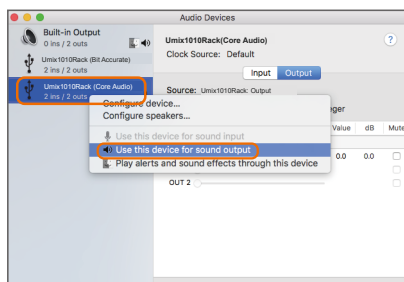 Audio Devices
Built-in Output
0 ins / 2 outs
Umix1010Rack (Bit Accurate)
2 ins / 2 outs
Umix1010Rack (Core Audio)
2 ins / 2 outs
Umix1010Rack(Core Audio)
?
Clock Source: Default
Input Output
Source: Umix1010Rack: Output
Configure device...
Configure speakers...
Use this device for sound input
Use this device for sound output
Play alerts and sound effects through this device
Value dB Mute
0.0 0.0
OUT 2